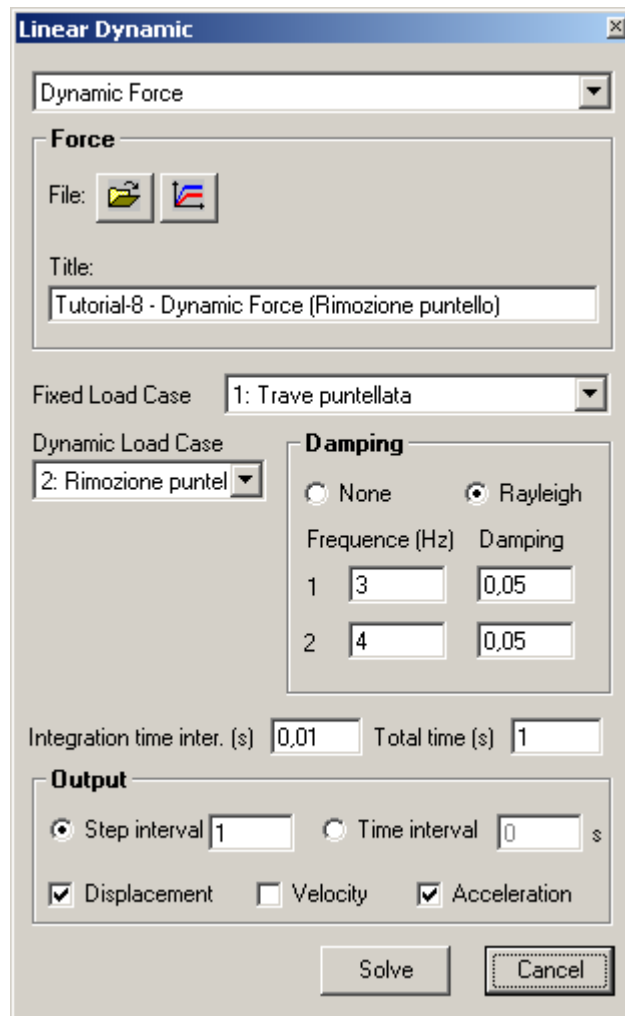 Linear Dynamic
Dynamic Force
Force
File:
Title:
Tutorial-8 - Dynamic Force (Rimozione puntello)
Fixed Load Case 1: Trave puntellata
Dynamic Load Case
2: Rimozione puntel
Damping
None Rayleigh
Frequence (Hz) Damping
1 3 0,05
2 4 0,05
Integration time inter. (s) 0,01 Total time (s) 1
Output
Step interval 1 Time interval 0 s
Displacement Velocity Acceleration
Solve Cancel